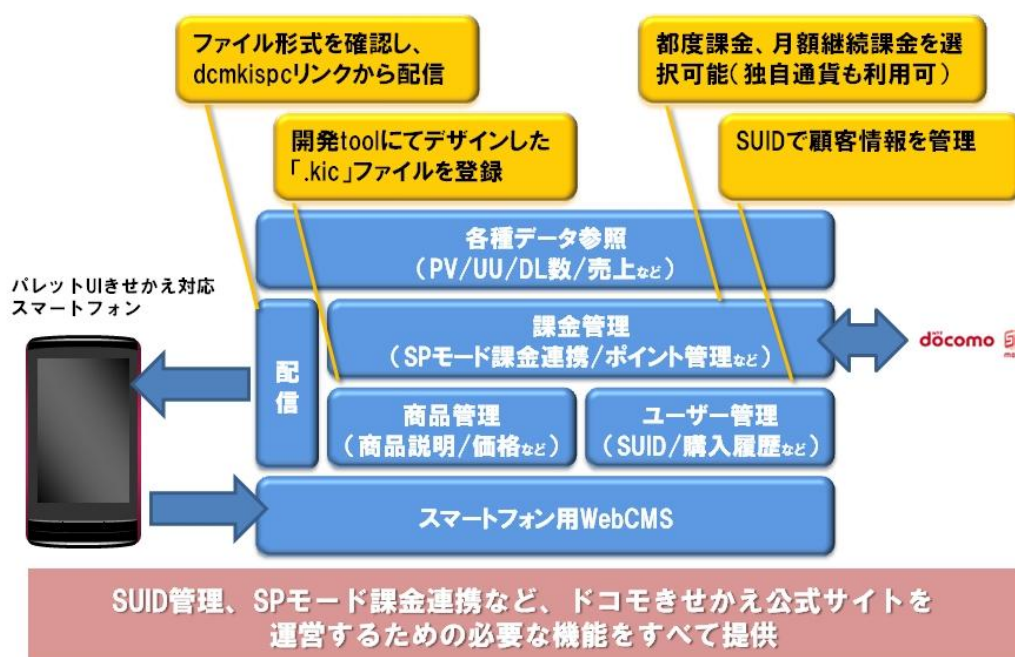 ファイル形式を確認し、
dcmkispcリンクから配信
都度課金、月額継続課金を選
択可能（独自通貨も利用可）
開発toolにてデザインした
「.kic」ファイルを登録
SUIDで顧客情報を管理
各種データ参照
（PV/UU/DL数/売上など）
パレットUIきせかえ対応
スマートフォン
配信
課金管理
（SPモード課金連携/ポイント管理など）
döcomo
商品管理
（商品説明/価格など）
ユーザー管理
（SUID/購入履歴など）
スマートフォン用WebCMS
SUID管理、SPモード課金連携など、ドコモきせかえ公式サイトを
運営するための必要な機能をすべて提供